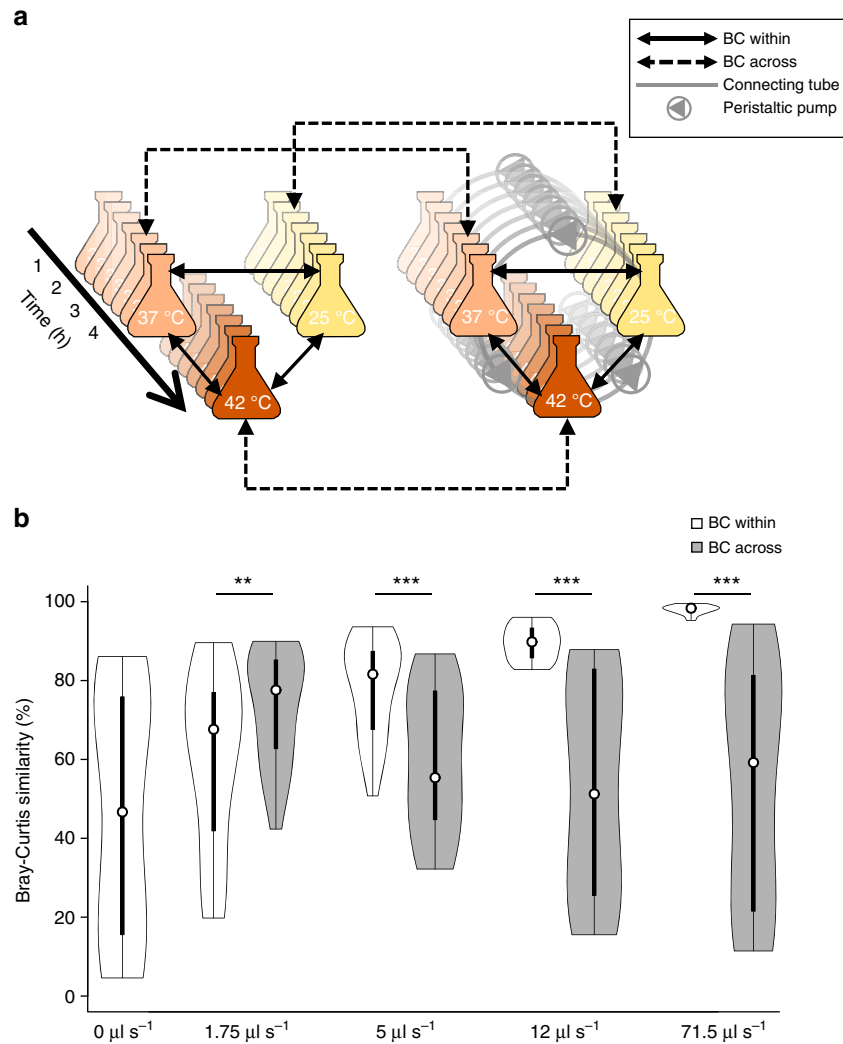 a
BC within
BC across
Connecting tube
Peristaltic pump
1
2
3
4
Time (h)
37 °C
25 °C
42 °C
37 °C
25 °C
42 °C
b
BC within
BC across
** *** *** ***
Bray-Curtis similarity (%)
100
80
60
40
20
0
0 µl s⁻¹ 1.75 µl s⁻¹ 5 µl s⁻¹ 12 µl s⁻¹ 71.5 µl s⁻¹